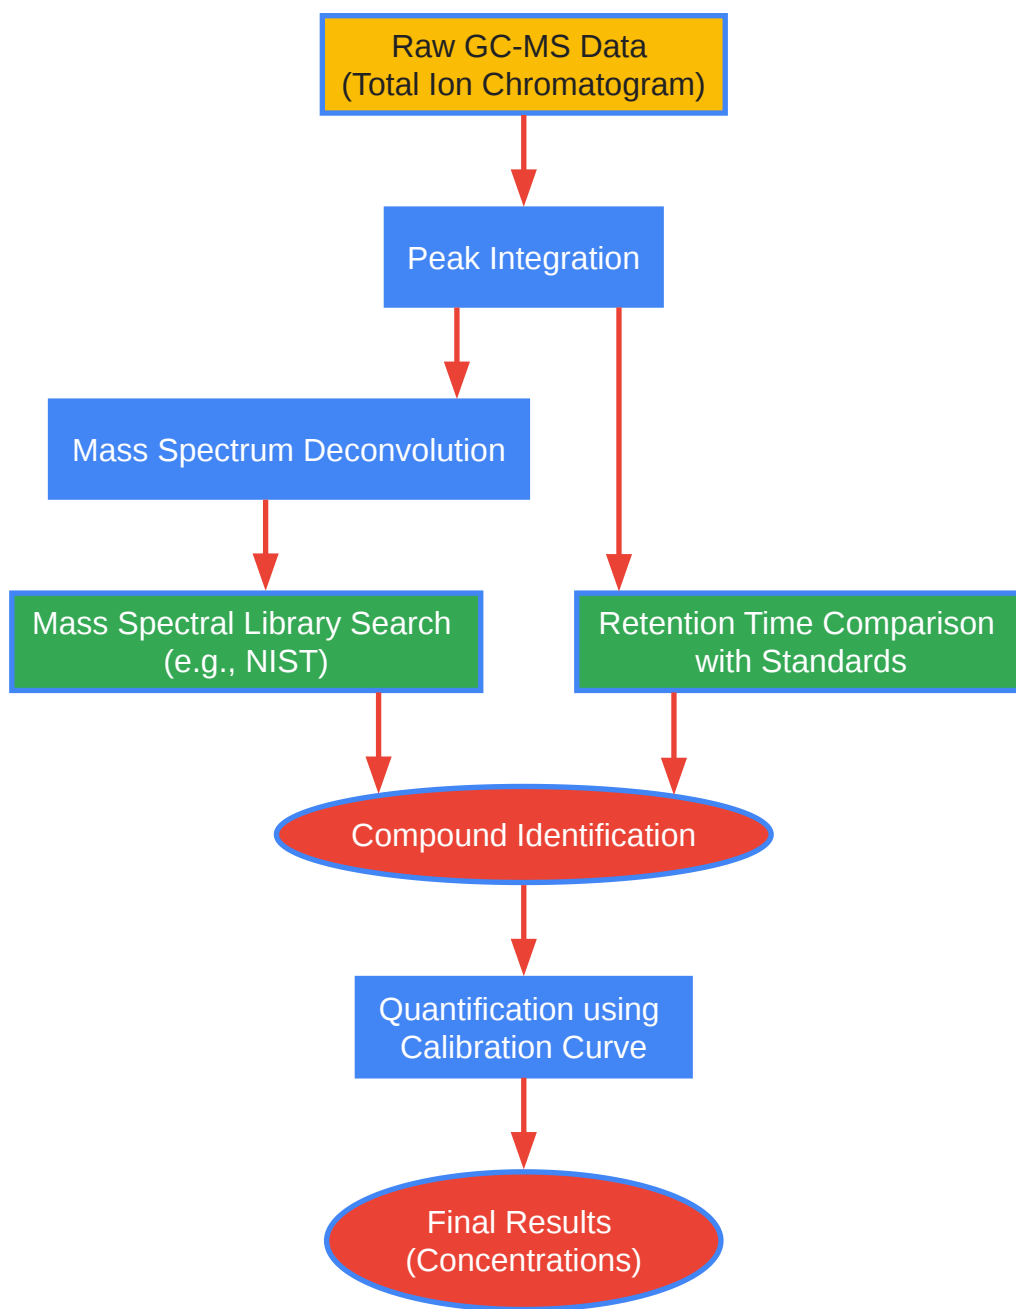 Raw GC-MS Data
(Total Ion Chromatogram)
Peak Integration
Mass Spectrum Deconvolution
Mass Spectral Library Search
(e.g., NIST)
Retention Time Comparison
with Standards
Compound Identification
Quantification using
Calibration Curve
Final Results
(Concentrations)